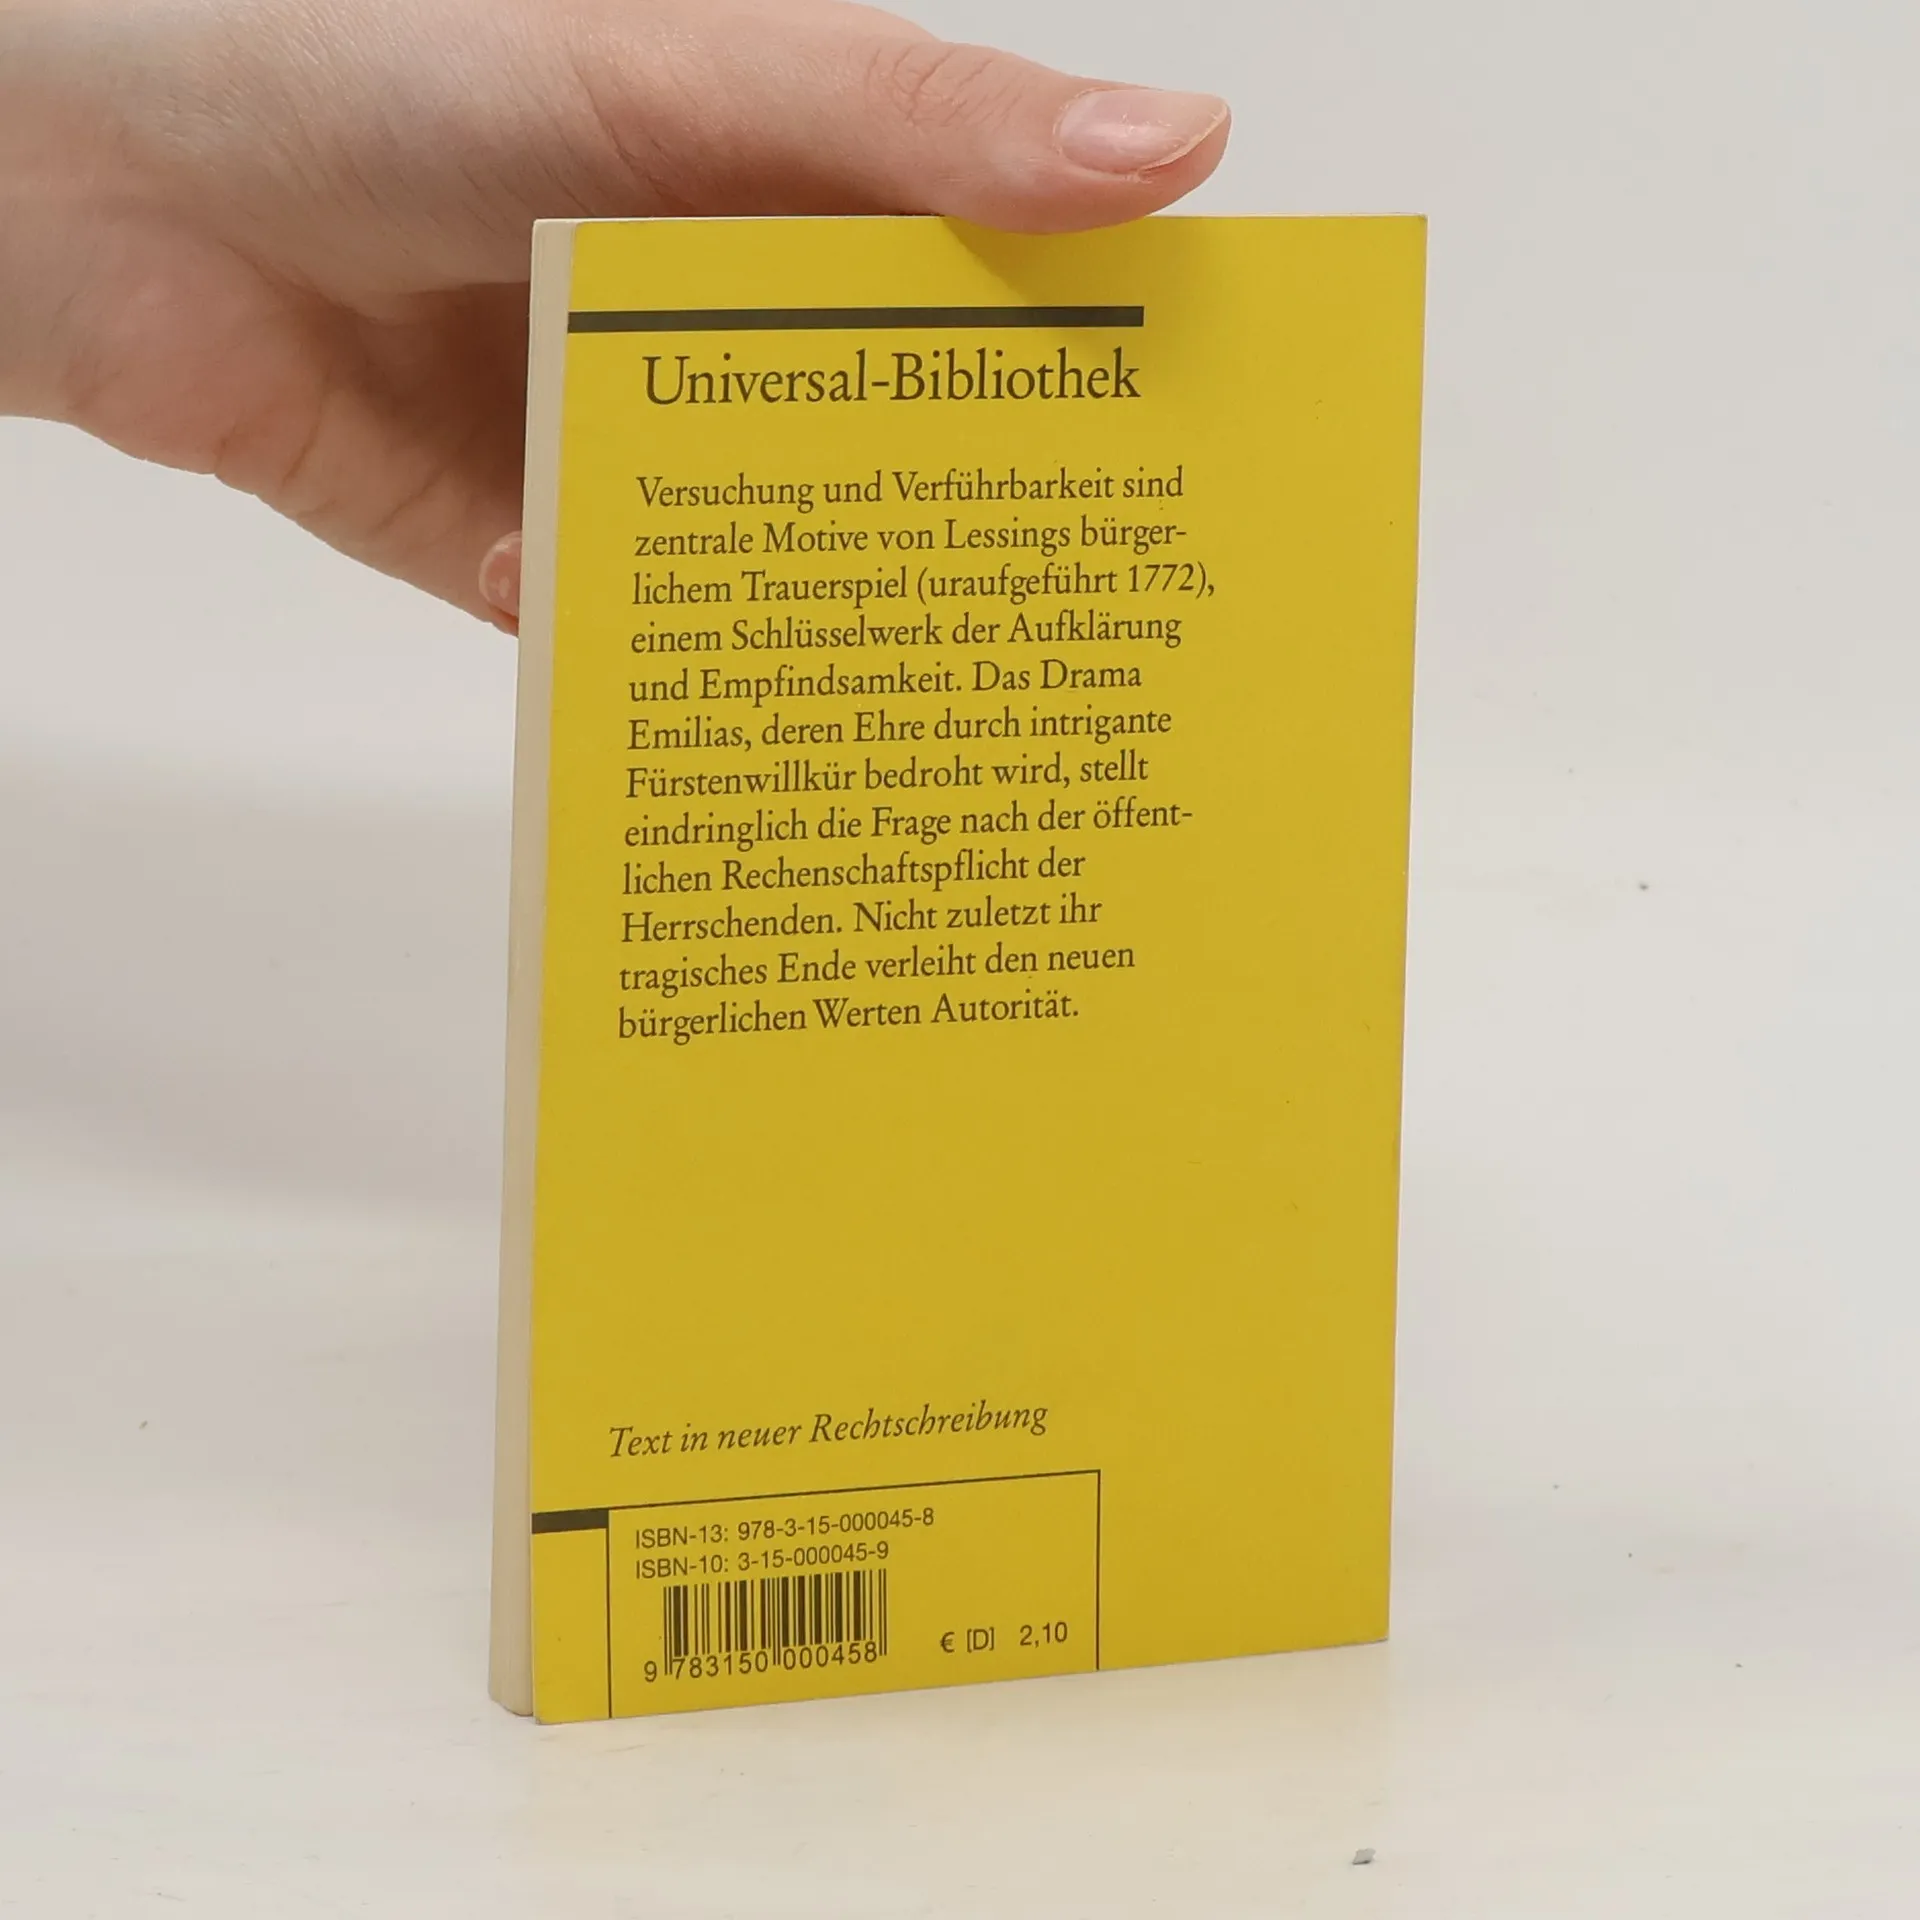 Universal-Bibliothek
Versuchung und Verführbarkeit sind
zentrale Motive von Lessings bürger-
lichem Trauerspiel (uraufgeführt 1772),
einem Schlüsselwerk der Aufklärung
und Empfindsamkeit. Das Drama
Emilias, deren Ehre durch intrigante
Fürstenwillkür bedroht wird, stellt
eindringlich die Frage nach der öffent-
lichen Rechenschaftspflicht der
Herrschenden. Nicht zuletzt ihr
tragisches Ende verleiht den neuen
bürgerlichen Werten Autorität.
Text in neuer Rechtschreibung
ISBN-13: 978-3-15-000045-8
ISBN-10: 3-15-000045-9
9 783150 000458
€ [D] 2,10